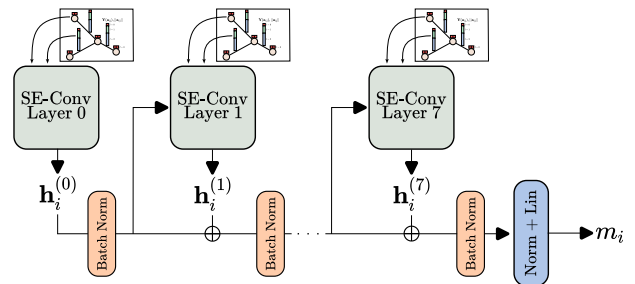 SE-Conv
Layer 0
SE-Conv
Layer 1
SE-Conv
Layer 7
h_i^{(0)}
h_i^{(1)}
h_i^{(7)}
Batch Norm
Batch Norm
. . . . .
Batch Norm
Norm + Lin
m_i